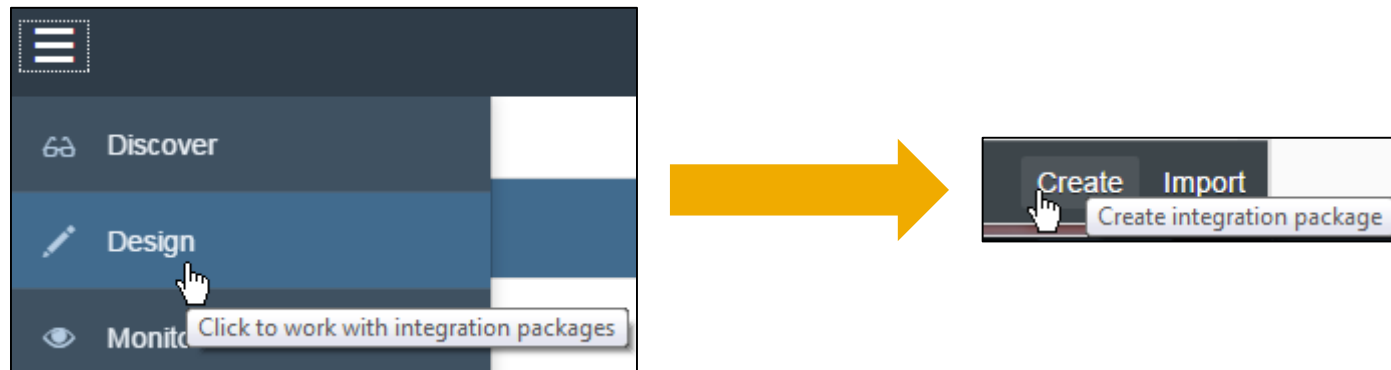 Discover
Design
Click to work with integration packages
Create Import
Create integration package